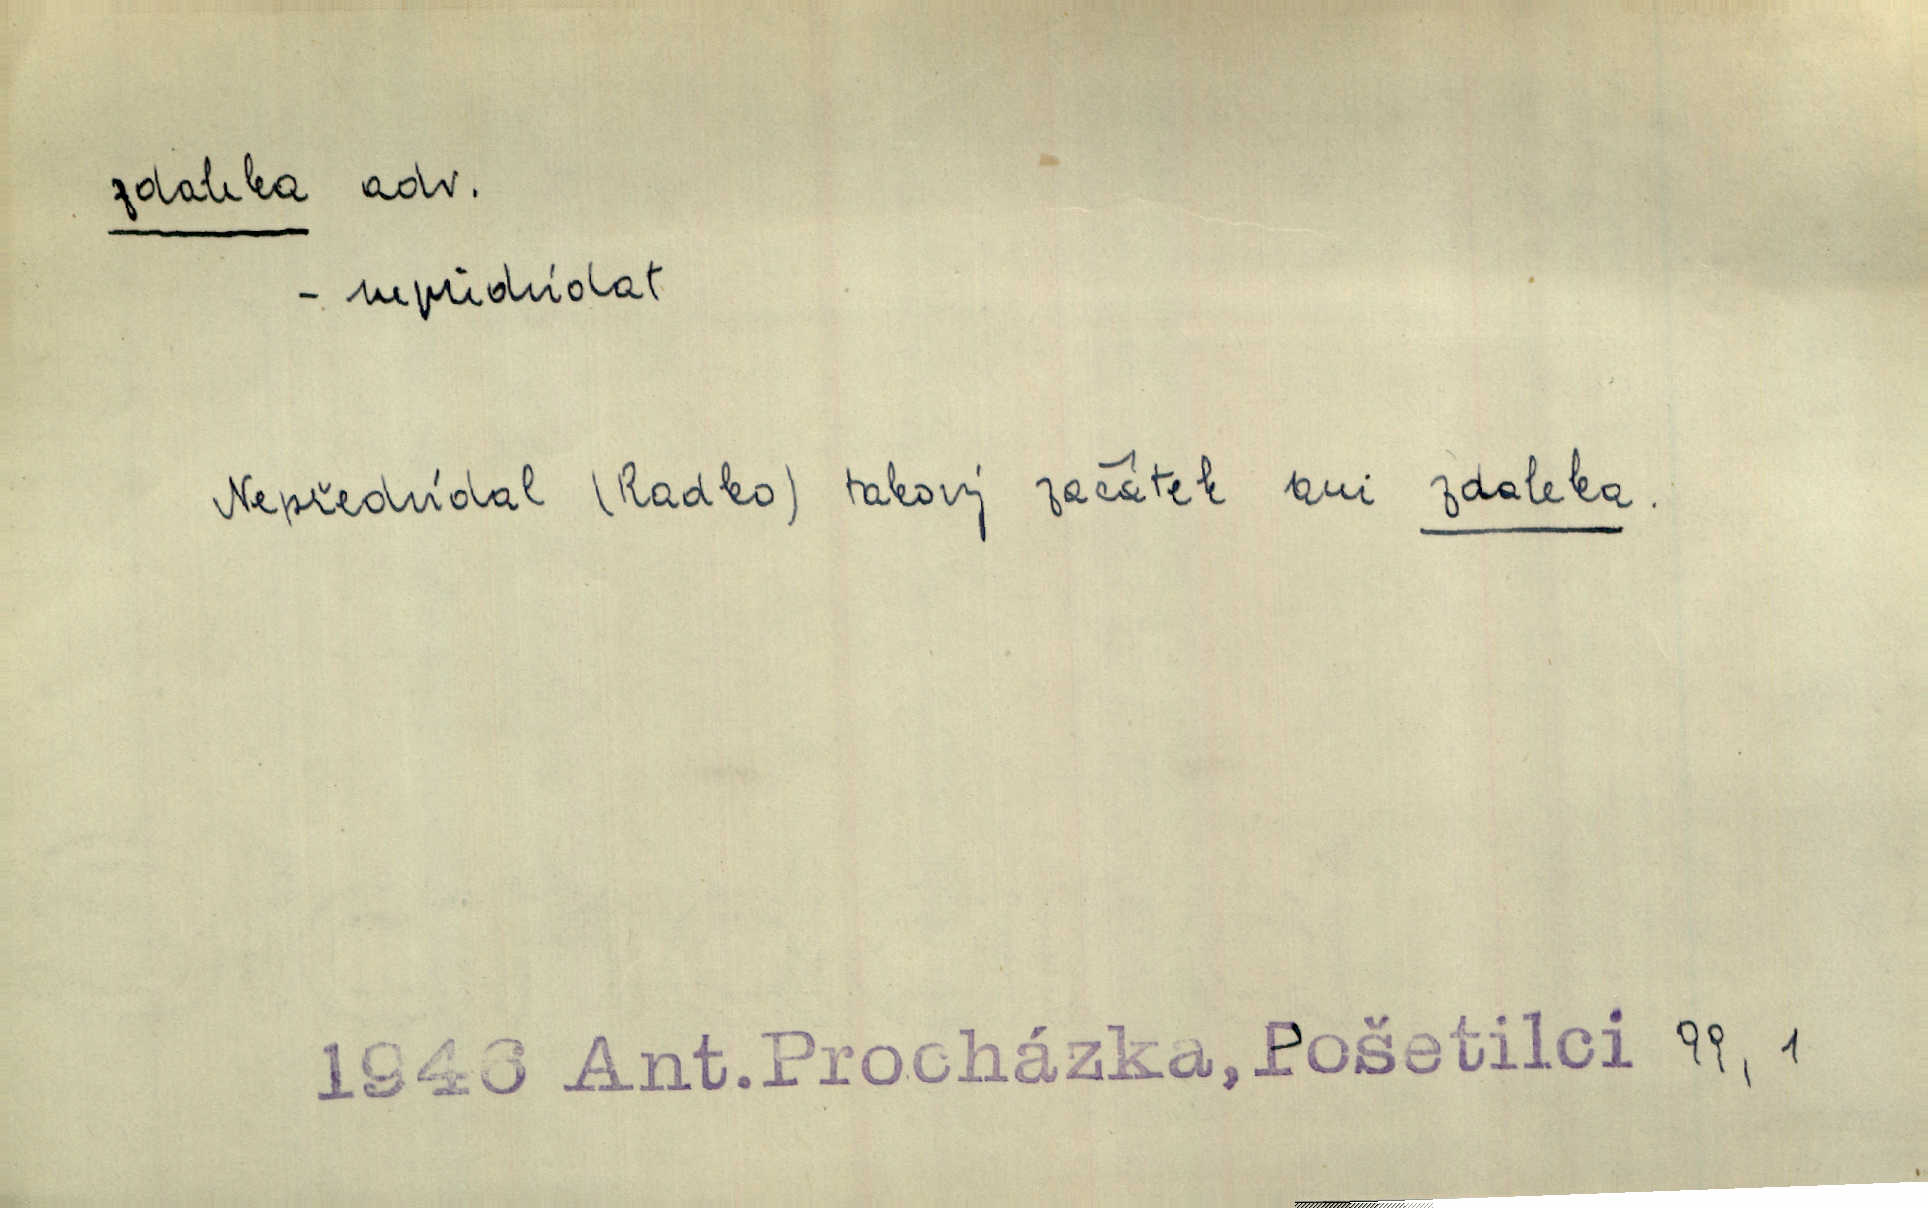 zdaleka adv.
- nepředvídat
Nepředvídal (Radko) takový začátek ani zdaleka.
1946 Ant.Procházka,Pošetilci 99, 1